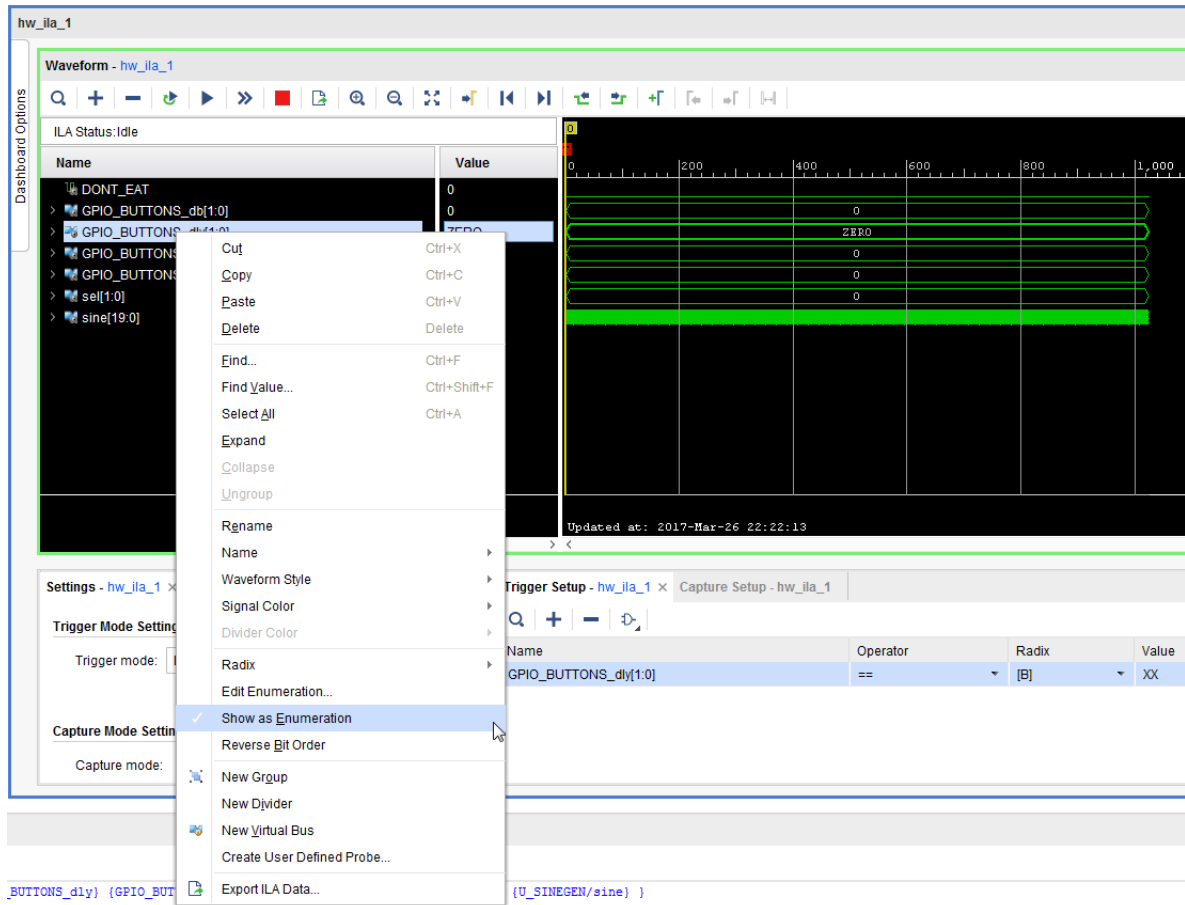 hw_ila_1
Dashboard Options
Waveform - hw_ila_1
ILA Status:Idle
Name Value
0
0 200 400 600 800 1,000
DONT_EAT 0
GPIO_BUTTONS_db[1:0] 0 0
GPIO_BUTTONS_dly[1:0] ZERO ZERO
GPIO_BUTTONS 0
GPIO_BUTTONS 0
sel[1:0] 0
sine[19:0]
Updated at: 2017-Mar-26 22:22:13
Cut Ctrl+X
Copy Ctrl+C
Paste Ctrl+V
Delete Delete
Find... Ctrl+F
Find Value... Ctrl+Shift+F
Select All Ctrl+A
Expand
Collapse
Ungroup
Rename
Name
Waveform Style
Signal Color
Divider Color
Radix
Edit Enumeration...
Show as Enumeration
Reverse Bit Order
New Group
New Divider
New Virtual Bus
Create User Defined Probe...
Export ILA Data...
Settings - hw_ila_1
Trigger Mode Setting
Trigger mode:
Capture Mode Settin
Capture mode:
Trigger Setup - hw_ila_1 Capture Setup - hw_ila_1
Name Operator Radix Value
GPIO_BUTTONS_dly[1:0] == [B] XX
_BUTTONS_dly} {GPIO_BUT {U_SINEGEN/sine} }